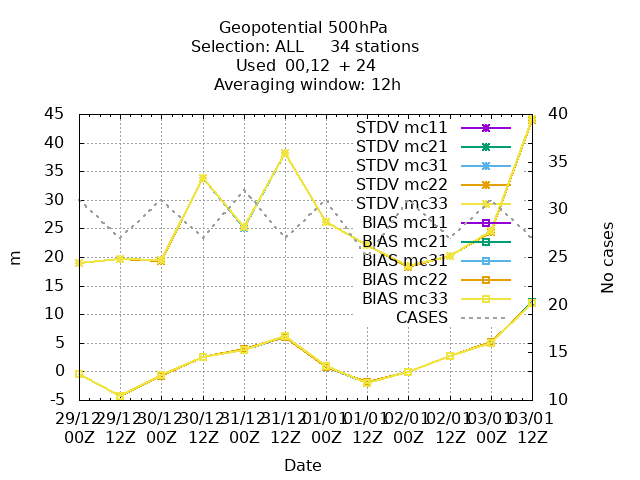 Geopotential 500hPa
Selection: ALL 34 stations
Used 00,12 + 24
Averaging window: 12h
45 40 35 30 25 20 15 10 5 0 -5
m
40 35 30 25 20 15 10
No cases
STDV mc11
STDV mc21
STDV mc31
STDV mc22
STDV mc33
BIAS mc11
BIAS mc21
BIAS mc31
BIAS mc22
BIAS mc33
CASES
29/12 29/12 30/12 30/12 31/12 31/12 01/01 01/01 02/01 02/01 03/01 03/01
00Z 12Z 00Z 12Z 00Z 12Z 00Z 12Z 00Z 12Z 00Z 12Z
Date